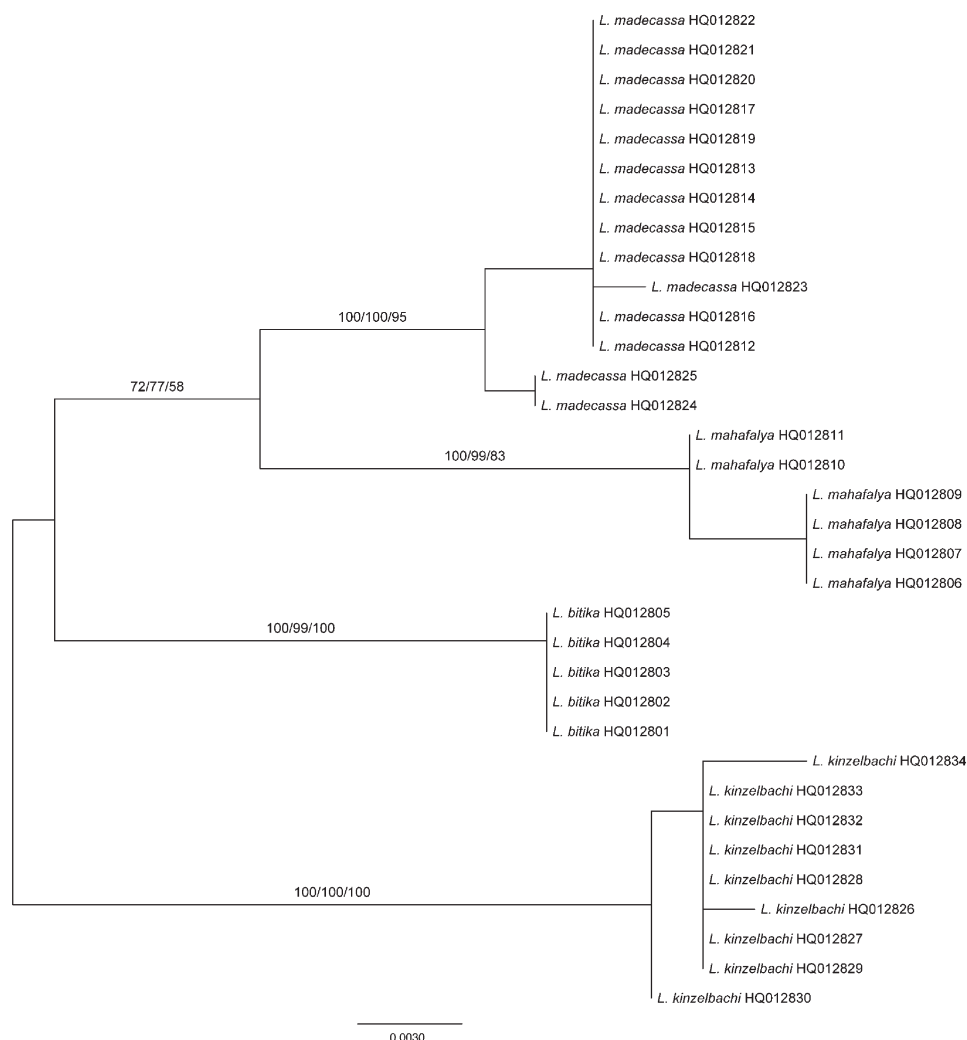 L. madecassa HQ012822
L. madecassa HQ012821
L. madecassa HQ012820
L. madecassa HQ012817
L. madecassa HQ012819
L. madecassa HQ012813
L. madecassa HQ012814
L. madecassa HQ012815
L. madecassa HQ012818
L. madecassa HQ012823
100/100/95
L. madecassa HQ012816
L. madecassa HQ012812
L. madecassa HQ012825
72/77/58
L. madecassa HQ012824
L. mahafalya HQ012811
100/99/83
L. mahafalya HQ012810
L. mahafalya HQ012809
L. mahafalya HQ012808
L. mahafalya HQ012807
L. mahafalya HQ012806
L. bitika HQ012805
100/99/100
L. bitika HQ012804
L. bitika HQ012803
L. bitika HQ012802
L. bitika HQ012801
L. kinzelbachi HQ012834
L. kinzelbachi HQ012833
L. kinzelbachi HQ012832
L. kinzelbachi HQ012831
L. kinzelbachi HQ012828
100/100/100
L. kinzelbachi HQ012826
L. kinzelbachi HQ012827
L. kinzelbachi HQ012829
L. kinzelbachi HQ012830
0.0030